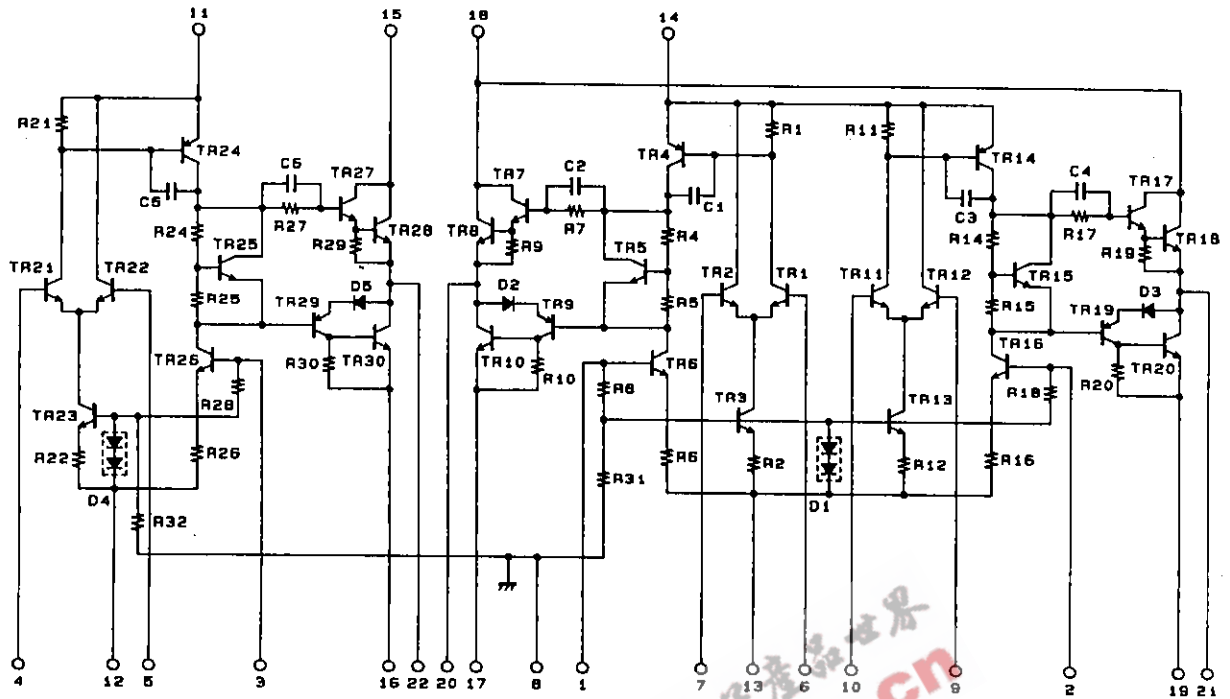 11 15 18 14
R21 TR24 C6 TR27 TR7 C2 TR4 R1 R11 TR14 C4 TR17
C5 R27 C1 C3 R17
R24 TR25 R29 TR28 TR8 R9 R7 TR5 R4 R14 TR15 R19 TR18
TR21 TR22 R25 D5 D2 R5 TR2 TR1 TR11 TR12 R15 D3
TR29 TR9 TR19
TR26 R30 TR30 TR10 R10 TR6 TR16 R20 TR20
R28 R8 R18
TR23 TR3 TR13
R22 R26 R31 R6 R2 R12 R16
D4 R32 D1
度器世界
cn
4 12 5 3 16 22 20 17 8 1 7 13 6 10 9 2 19 21